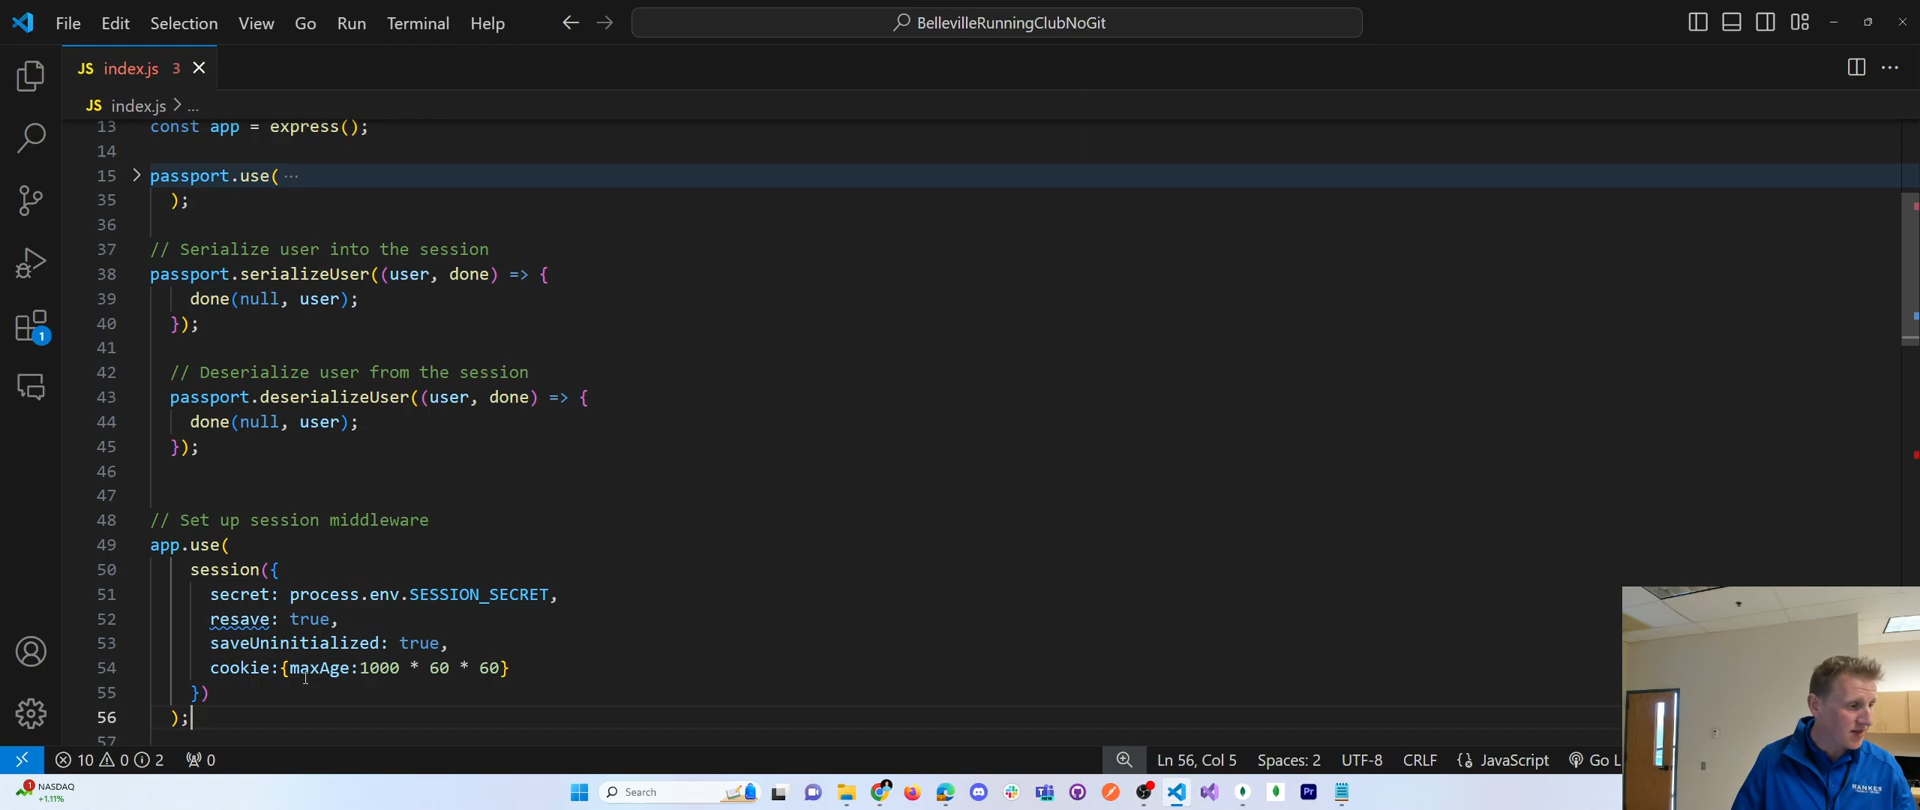 File Edit Selection View Go Run Terminal Help
BellevilleRunningClubNoGit
JS index.js 3
JS index.js > ...
13 const app = express();
14
15 passport.use( ...
35 );
36
37 // Serialize user into the session
38 passport.serializeUser((user, done) => {
39 done(null, user);
40 });
41
42 // Deserialize user from the session
43 passport.deserializeUser((user, done) => {
44 done(null, user);
45 });
46
47
48 // Set up session middleware
49 app.use(
50 session({
51 secret: process.env.SESSION_SECRET,
52 resave: true,
53 saveUninitialized: true,
54 cookie:{maxAge:1000 * 60 * 60}
55 })
56 );
57
1
10 0 2 0 Ln 56, Col 5 Spaces: 2 UTF-8 CRLF JavaScript Go L
1 NASDAQ
+1.11%
Search